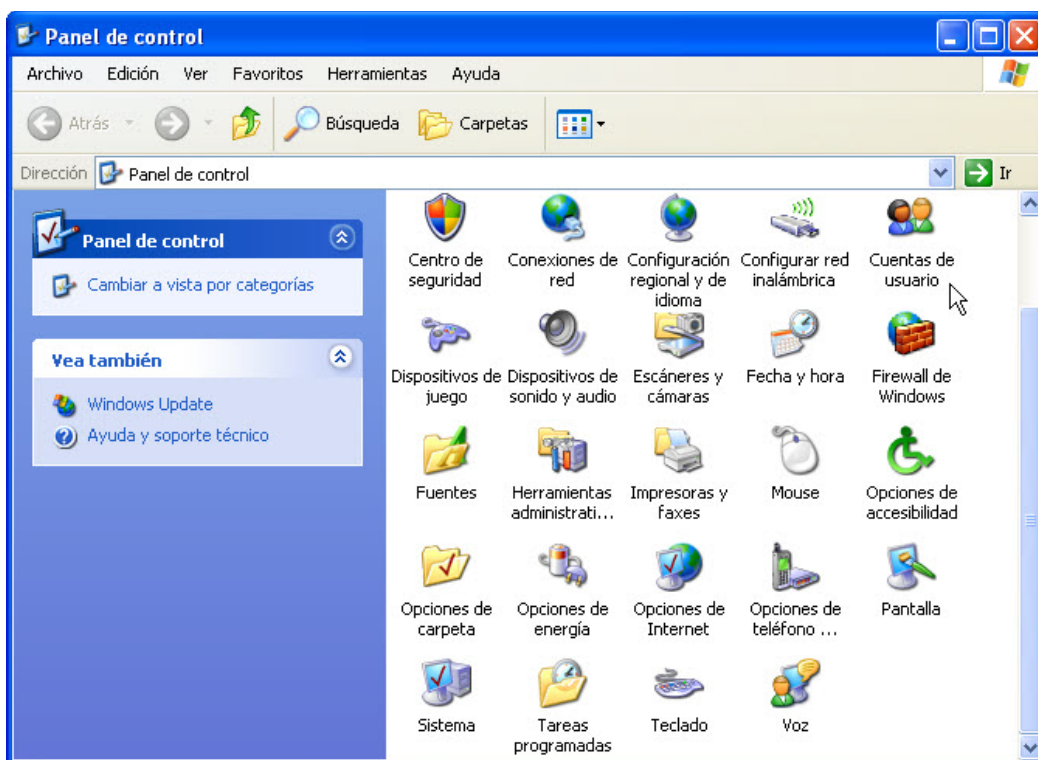 Panel de control
Archivo Edición Ver Favoritos Herramientas Ayuda
Atrás Búsqueda Carpetas
Dirección Panel de control Ir
Panel de control
Cambiar a vista por categorías
Vea también
Windows Update
Ayuda y soporte técnico
Centro de
seguridad
Conexiones de
red
Configuración
regional y de
idioma
Configurar red
inalámbrica
Cuentas de
usuario
Dispositivos de
juego
Dispositivos de
sonido y audio
Escáneres y
cámaras
Fecha y hora
Firewall de
Windows
Fuentes
Herramientas
administrati...
Impresoras y
faxes
Mouse
Opciones de
accesibilidad
Opciones de
carpeta
Opciones de
energía
Opciones de
Internet
Opciones de
teléfono ...
Pantalla
Sistema
Tareas
programadas
Teclado
Voz